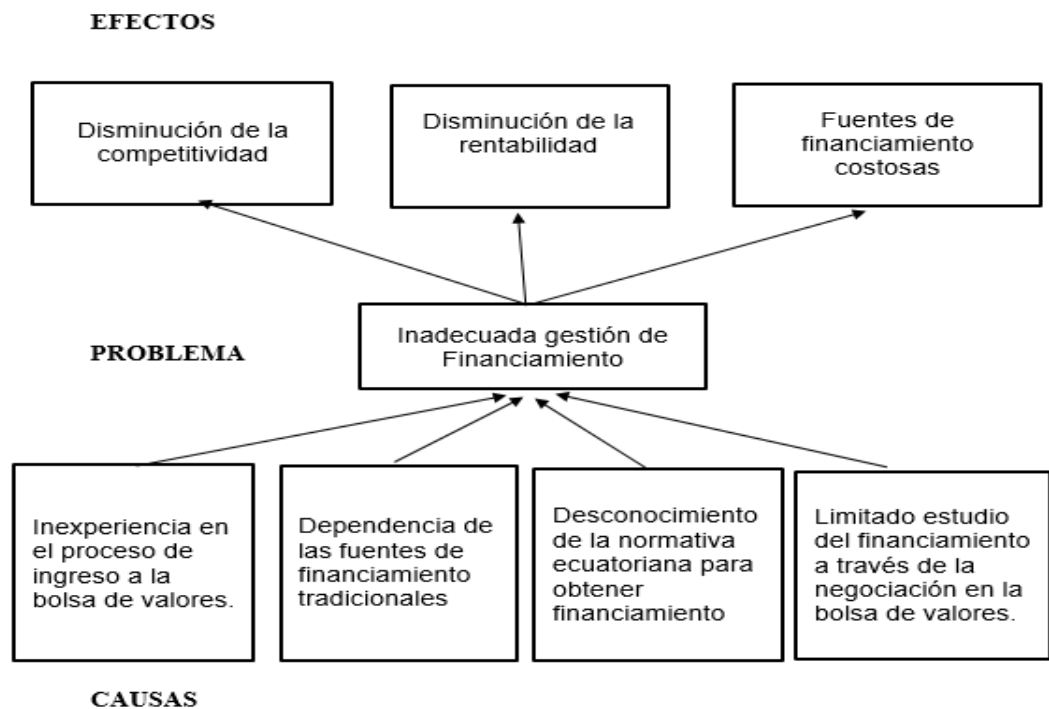 EFECTOS
Disminución de la
competitividad
Disminución de la
rentabilidad
Fuentes de
financiamiento
costosas
PROBLEMA
Inadecuada gestión de
Financiamiento
Inexperiencia en
el proceso de
ingreso a la
bolsa de valores.
Dependencia de
las fuentes de
financiamiento
tradicionales
Desconocimiento
de la normativa
ecuatoriana para
obtener
financiamiento
Limitado estudio
del financiamiento
a través de la
negociación en la
bolsa de valores.
CAUSAS